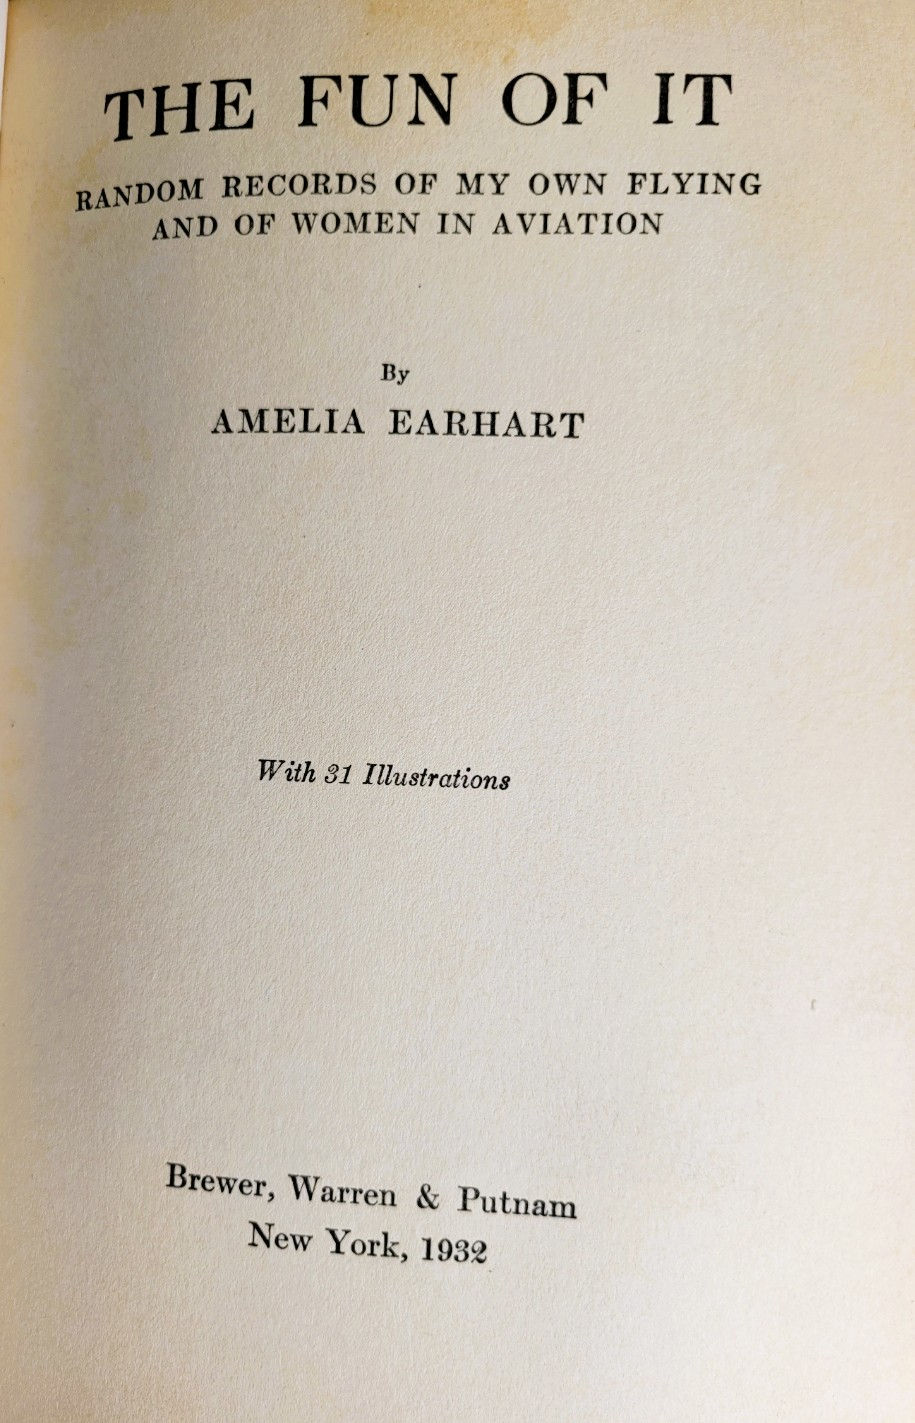 THE FUN OF IT
RANDOM RECORDS OF MY OWN FLYING
AND OF WOMEN IN AVIATION
By
AMELIA EARHART
With 31 Illustrations
Brewer, Warren & Putnam
New York, 1932